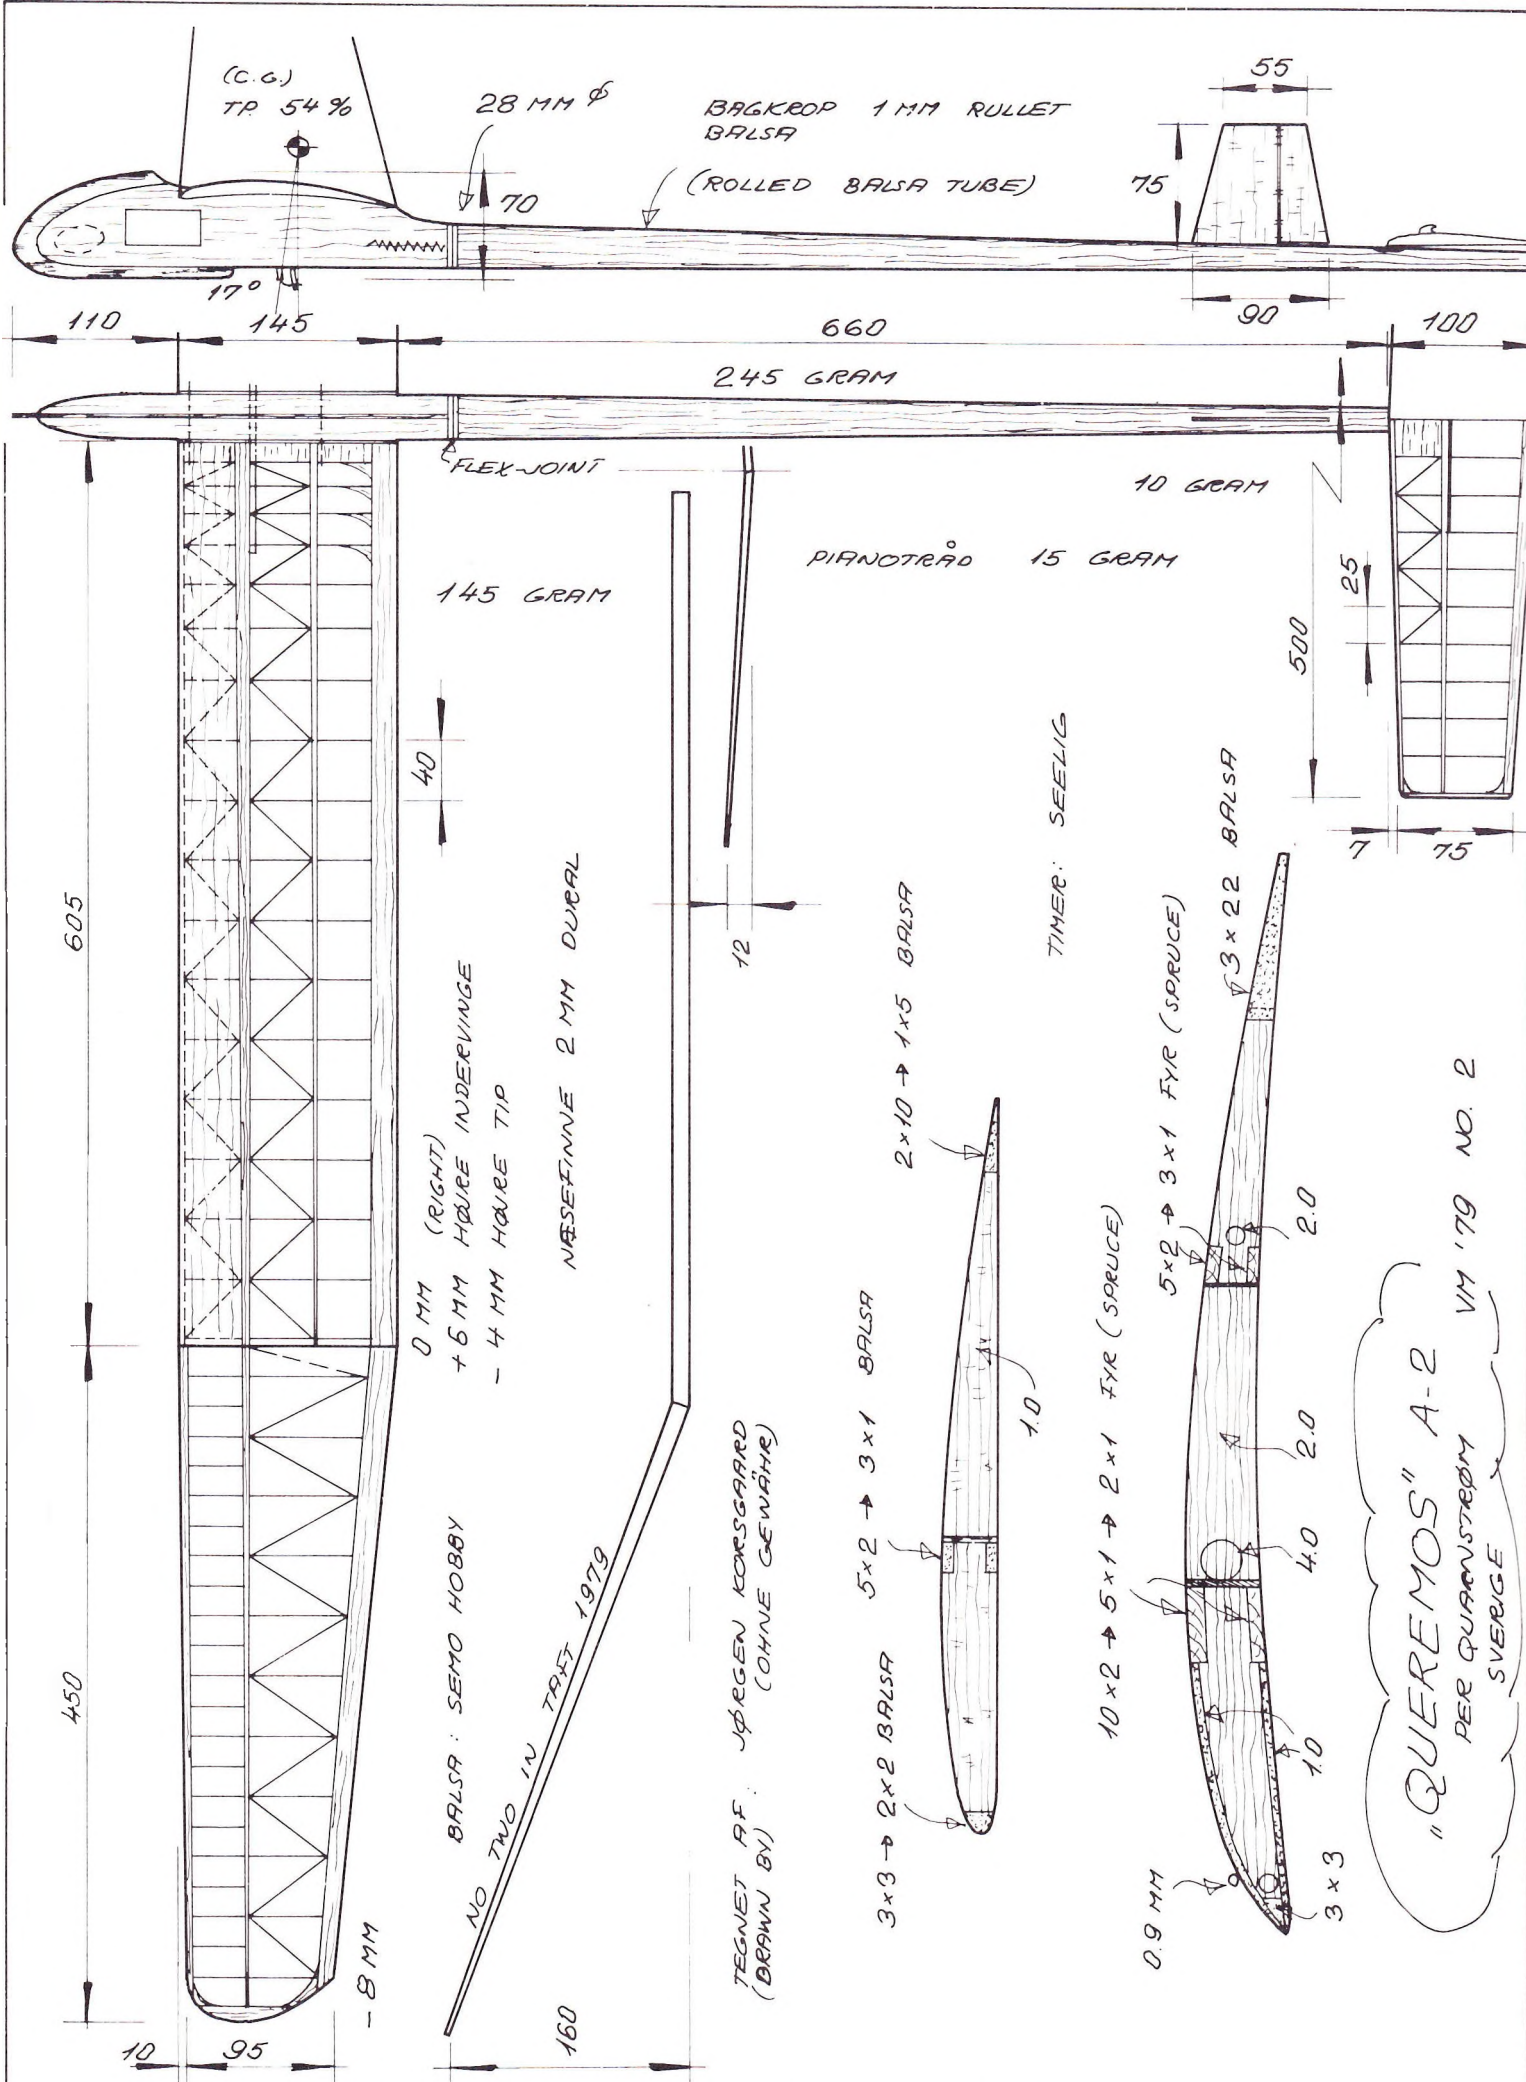 (C.G.)
TP. 54 %
28 MM ϕ
BAGKROP 1 MM RULLET
BALSA
(ROLLED BALSA TUBE)
55
75
70
17°
90
110
145
660
100
245 GRAM
FLEX-JOINT
10 GRAM
PIANOTRÅD 15 GRAM
145 GRAM
25
500
40
7
75
605
12
0 MM (RIGHT)
+6 MM HØJRE INDERVINGE
- 4 MM HØJRE TIP
NÆSEFINNE 2 MM DURAL
TIMER: SEELIG
2×10 → 1×5 BALSA
5×2 → 3×1 BALSA
3×3 → 2×2 BALSA
1.0
3×22 BALSA
5×2 → 3×1 FYR (SPRUCE)
10×2 → 5×1 → 2×1 FYR (SPRUCE)
2.0
2.0
4.0
1.0
0.9 MM
3×3
450
BALSA: SEMO HOBBY
NO TWO IN TAFT 1979
TEGNET AF: JØRGEN KORSGAARD
(DRAWN BY) (OHNE GEWÄHR)
-8 MM
10
95
160
"QUEREMOS" A-2
PER QUARNSTRØM
SVERIGE
VM '79 NO. 2